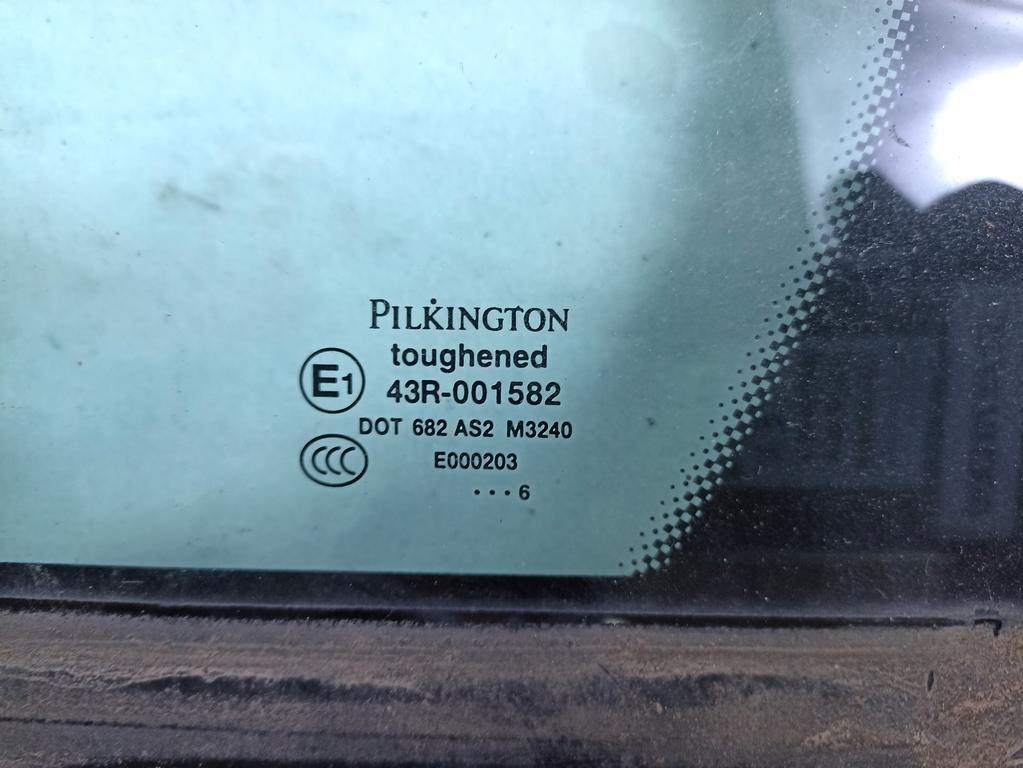 PILKINGTON
toughened
E1 43R-001582
DOT 682 AS2 M3240
CCC E000203
...6